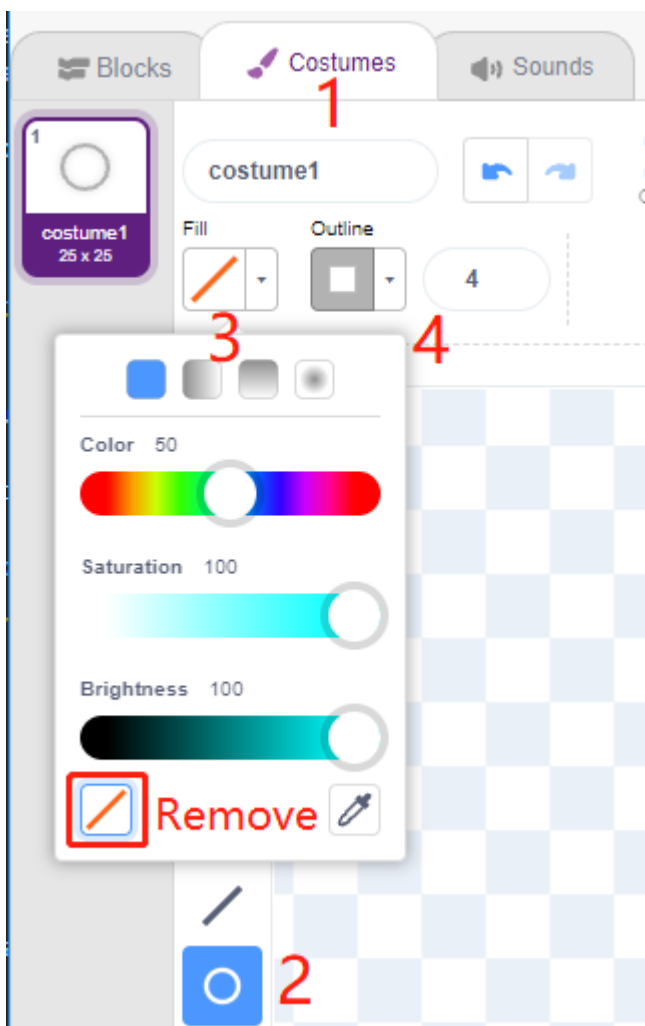 Blocks
Costumes
Sounds
1
1
costume1
costume1
25 x 25
Fill
Outline
4
3
4
Color 50
Saturation 100
Brightness 100
Remove
2